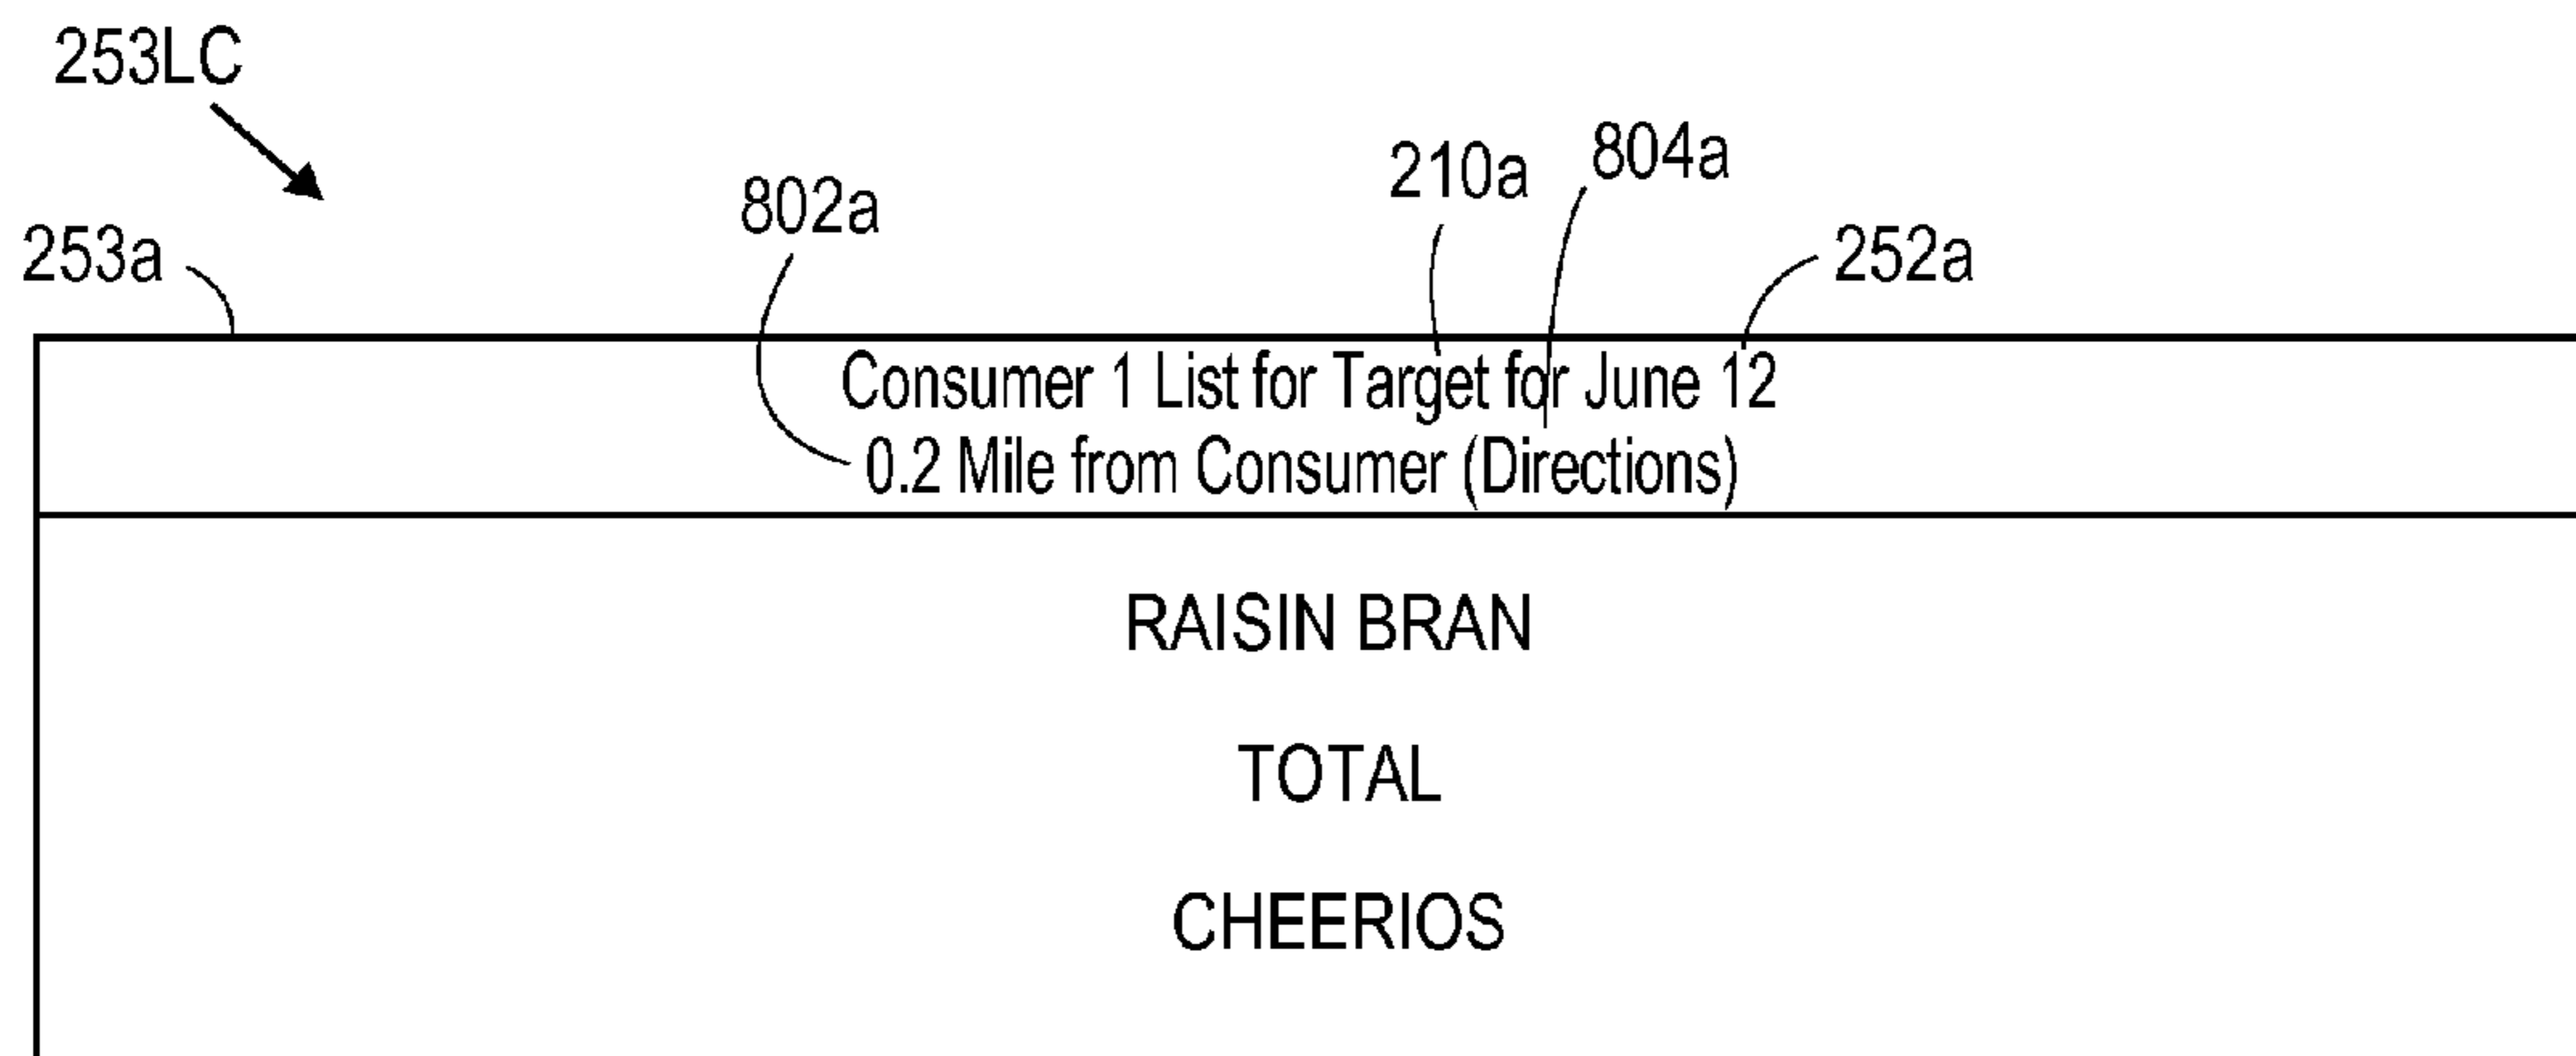 253LC
804a
210a
802a
252a
253a
Consumer 1 List for Target for June 12
0.2 Mile from Consumer (Directions)
RAISIN BRAN
TOTAL
CHEERIOS